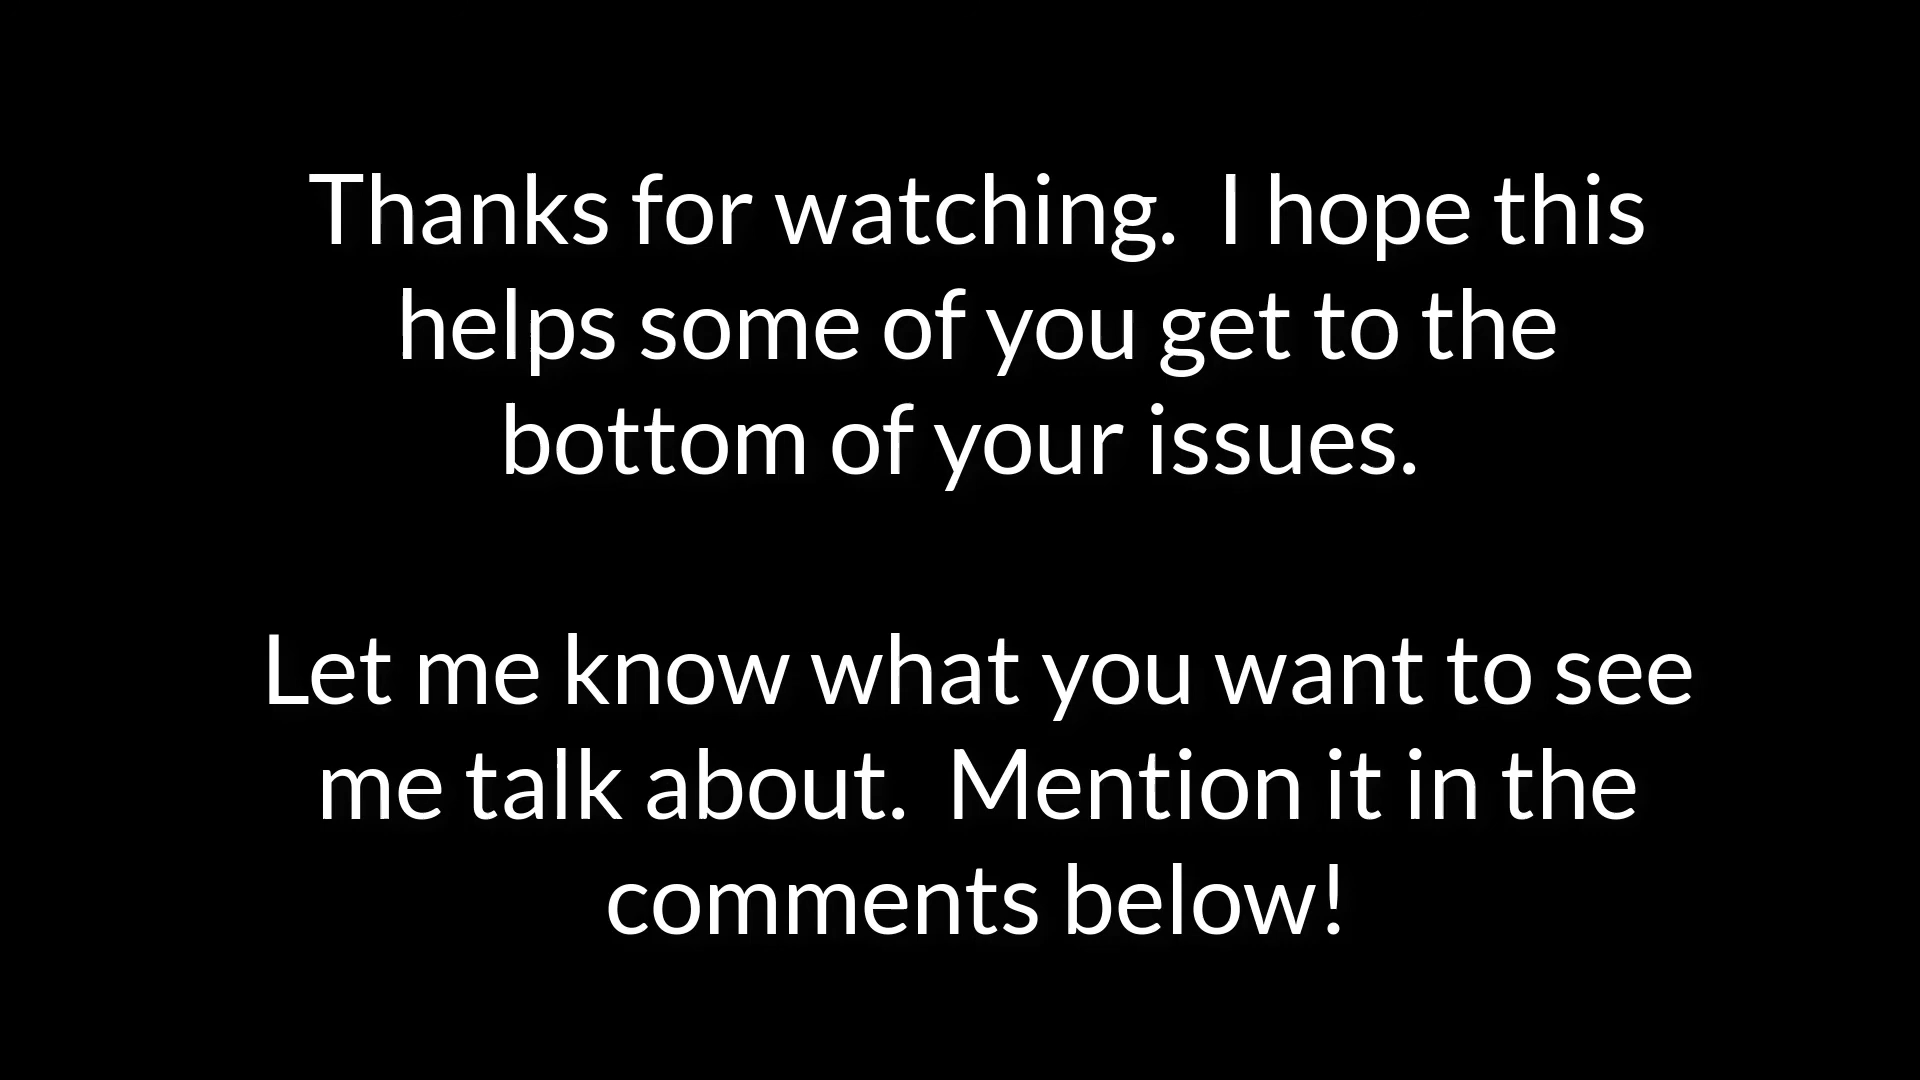 Thanks for watching.  I hope this
helps some of you get to the
bottom of your issues.
Let me know what you want to see
me talk about.  Mention it in the
comments below!